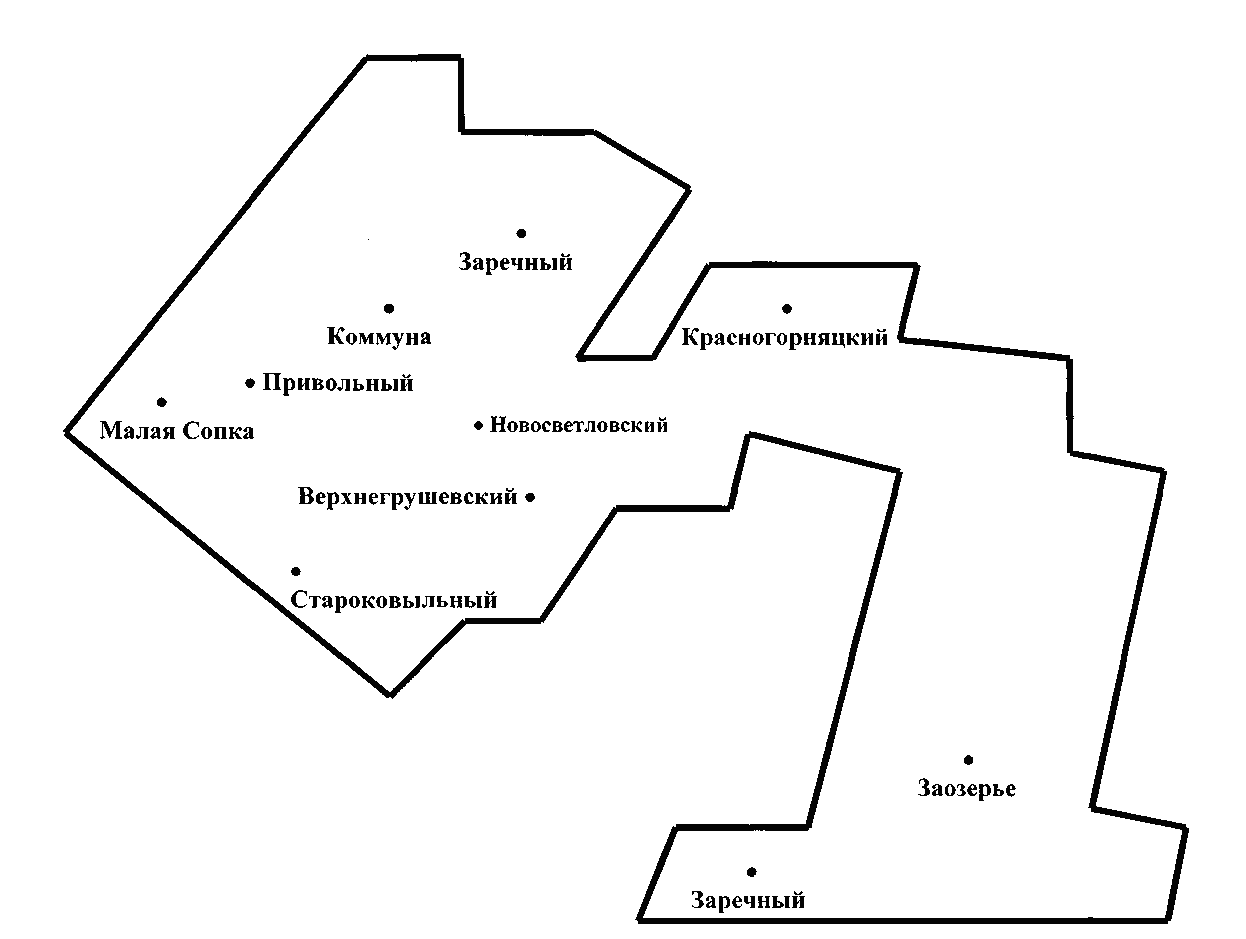 Заречный
Коммуна
Красногорняцкий
Привольный
Малая Сопка
Новосветловский
Верхнегрушевский
Староковыльный
Заозерье
Заречный